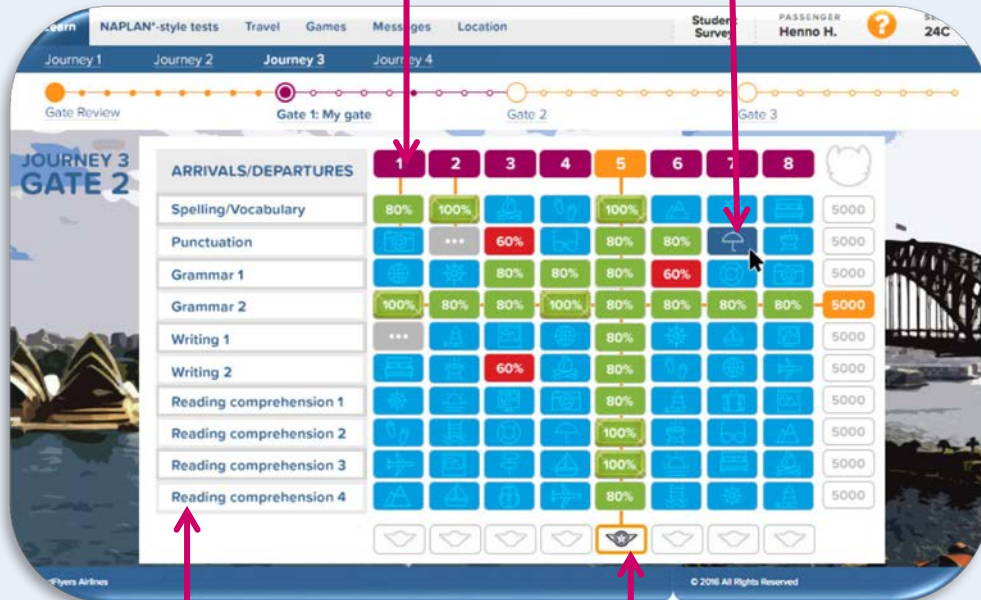 NAPLAN*-style tests Travel Games Messages Location Student Survey PASSENGER Henno H. ? 24C
Journey 1 Journey 2 Journey 3 Journey 4
Gate Review Gate 1: My gate Gate 2 Gate 3
JOURNEY 3
GATE 2
ARRIVALS/DEPARTURES 1 2 3 4 5 6 7 8
Spelling/Vocabulary 80% 100% 100% 5000
Punctuation ... 60% 80% 80% 5000
Grammar 1 80% 80% 80% 60% 5000
Grammar 2 100% 80% 80% 100% 80% 80% 80% 80% 5000
Writing 1 ... 80% 5000
Writing 2 60% 80% 5000
Reading comprehension 1 80% 5000
Reading comprehension 2 100% 5000
Reading comprehension 3 100% 5000
Reading comprehension 4 80% 5000
Flyers Airlines © 2016 All Rights Reserved